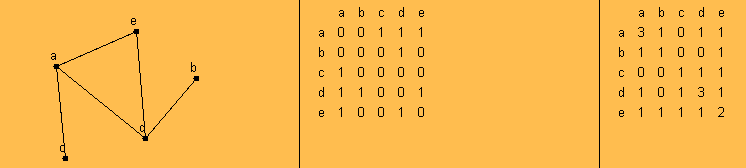 e
a
b
d
c
a b c d e
a 0 0 1 1 1
b 0 0 0 1 0
c 1 0 0 0 0
d 1 1 0 0 1
e 1 0 0 1 0
a b c d e
a 3 1 0 1 1
b 1 1 0 0 1
c 0 0 1 1 1
d 1 0 1 3 1
e 1 1 1 1 2